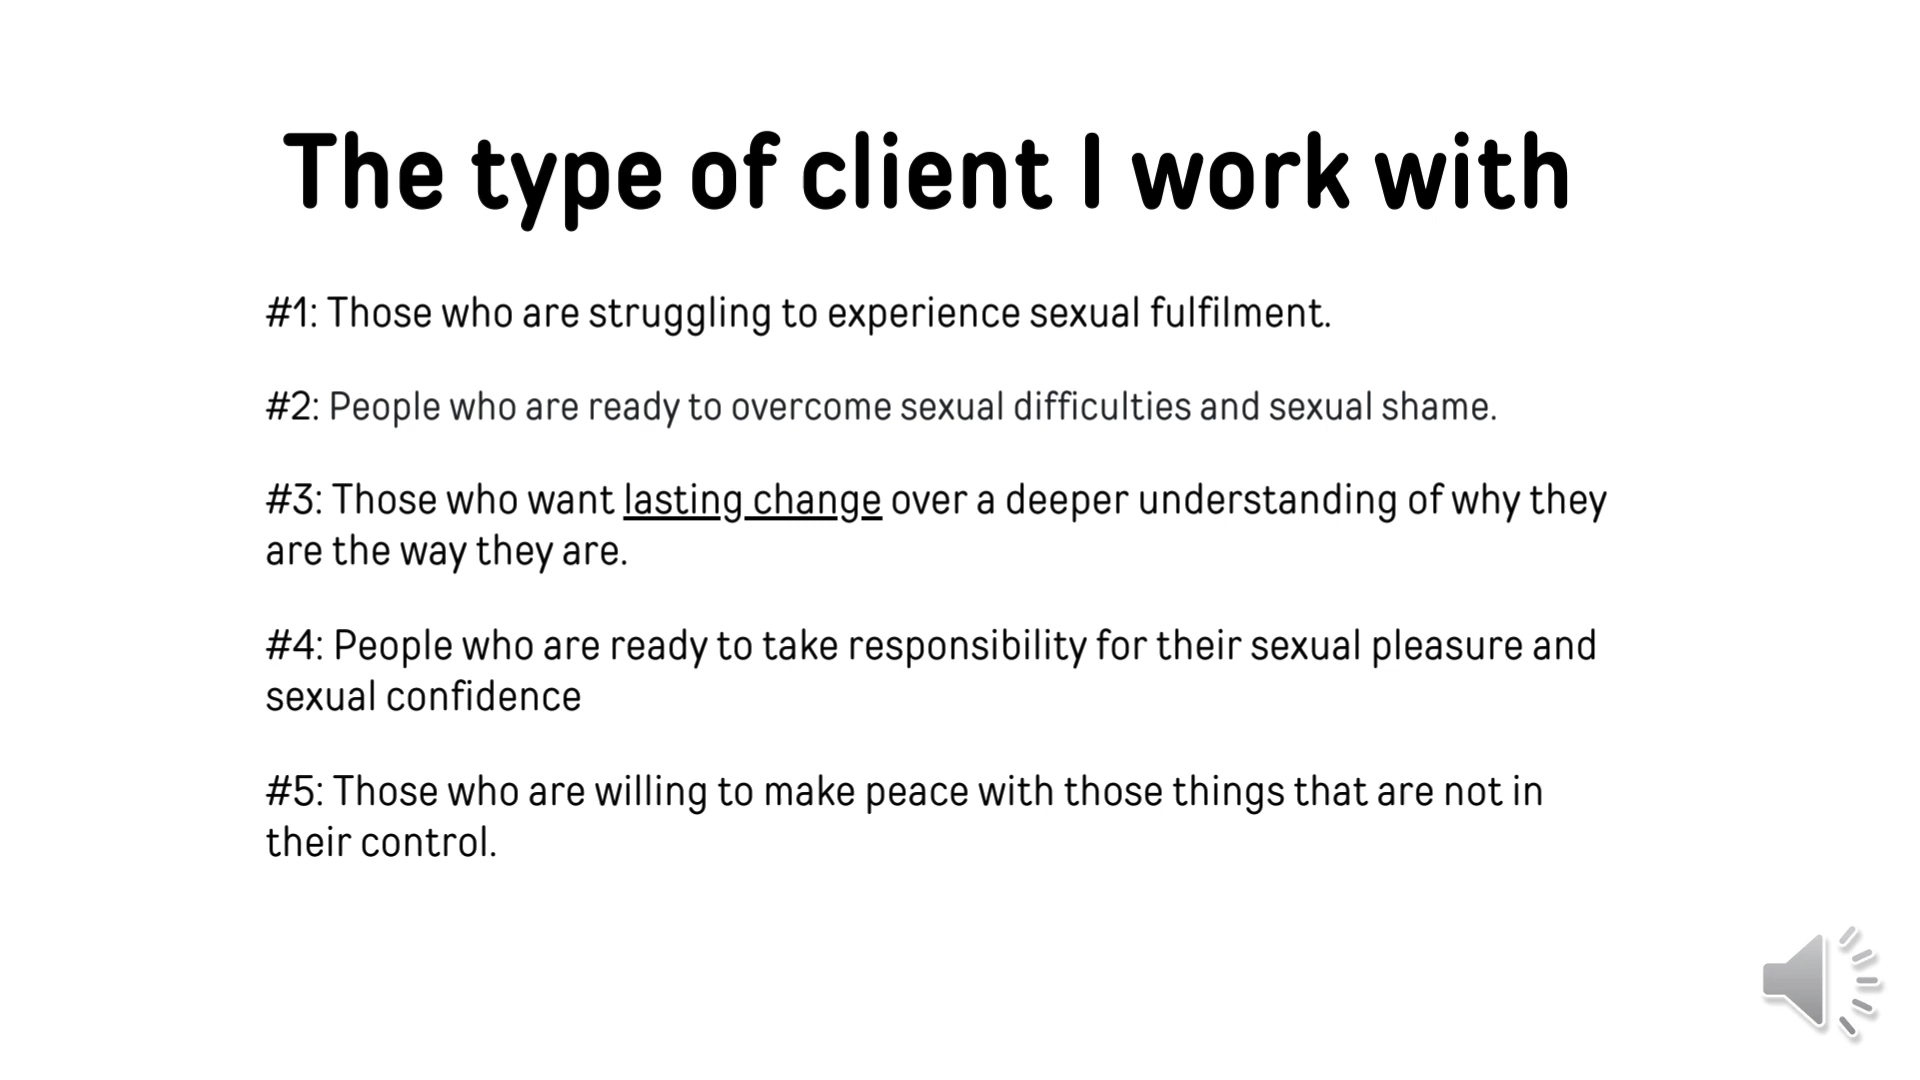 The type of client I work with
#1: Those who are struggling to experience sexual fulfilment.
#2: People who are ready to overcome sexual difficulties and sexual shame.
#3: Those who want lasting change over a deeper understanding of why they
are the way they are.
#4: People who are ready to take responsibility for their sexual pleasure and
sexual confidence
#5: Those who are willing to make peace with those things that are not in
their control.